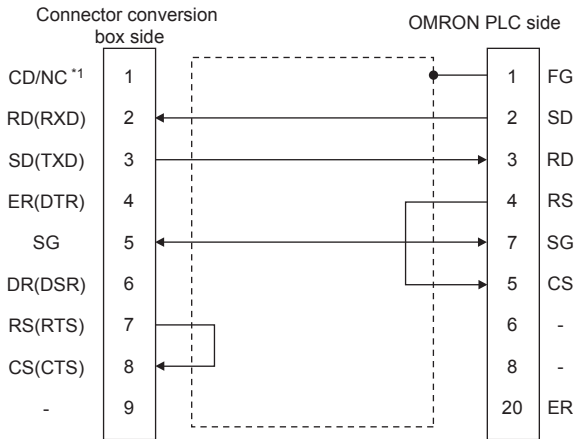 Connector conversion
box side
OMRON PLC side
CD/NC *1 1 1 FG
RD(RXD) 2 2 SD
SD(TXD) 3 3 RD
ER(DTR) 4 4 RS
SG 5 7 SG
DR(DSR) 6 5 CS
RS(RTS) 7 6 -
CS(CTS) 8 8 -
- 9 20 ER